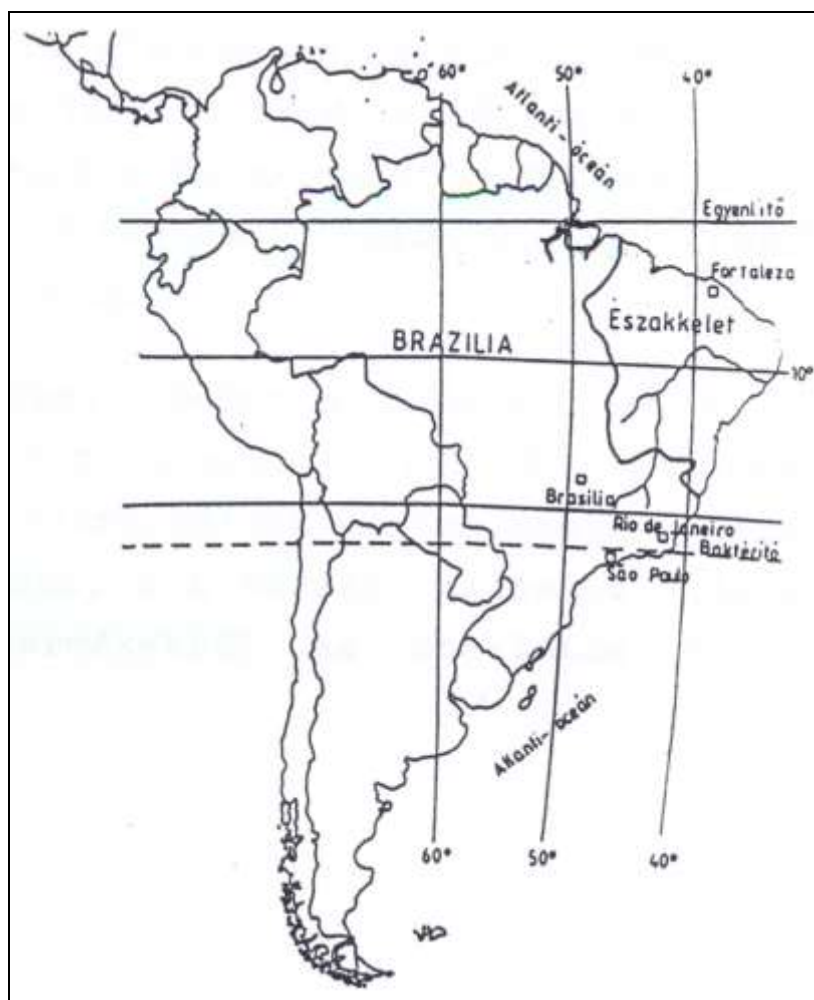 60°
50°
40°
Atlanti-óceán
Egyenlítő
Fortaleza
Északkelet
BRAZILIA
10°
Brasilia
Rio de Janeiro
Baktérítő
São Paulo
Atlanti-óceán
60°
50°
40°